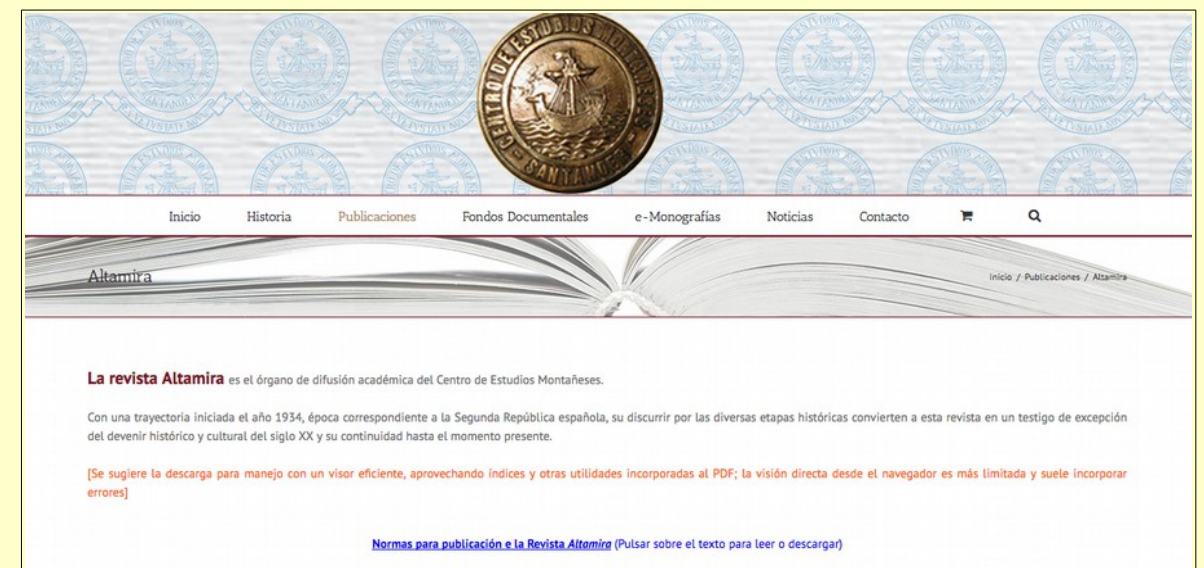 CENTRO DE ESTUDIOS MONTAÑESES
- SANTANDER -
Inicio Historia Publicaciones Fondos Documentales e-Monografías Noticias Contacto
Altamira
Inicio / Publicaciones / Altamira
La revista Altamira es el órgano de difusión académica del Centro de Estudios Montañeses.
Con una trayectoria iniciada el año 1934, época correspondiente a la Segunda República española, su discurrir por las diversas etapas históricas convierten a esta revista en un testigo de excepción
del devenir histórico y cultural del siglo XX y su continuidad hasta el momento presente.
[Se sugiere la descarga para manejo con un visor eficiente, aprovechando índices y otras utilidades incorporadas al PDF; la visión directa desde el navegador es más limitada y suele incorporar
errores]
Normas para publicación e la Revista Altamira (Pulsar sobre el texto para leer o descargar)